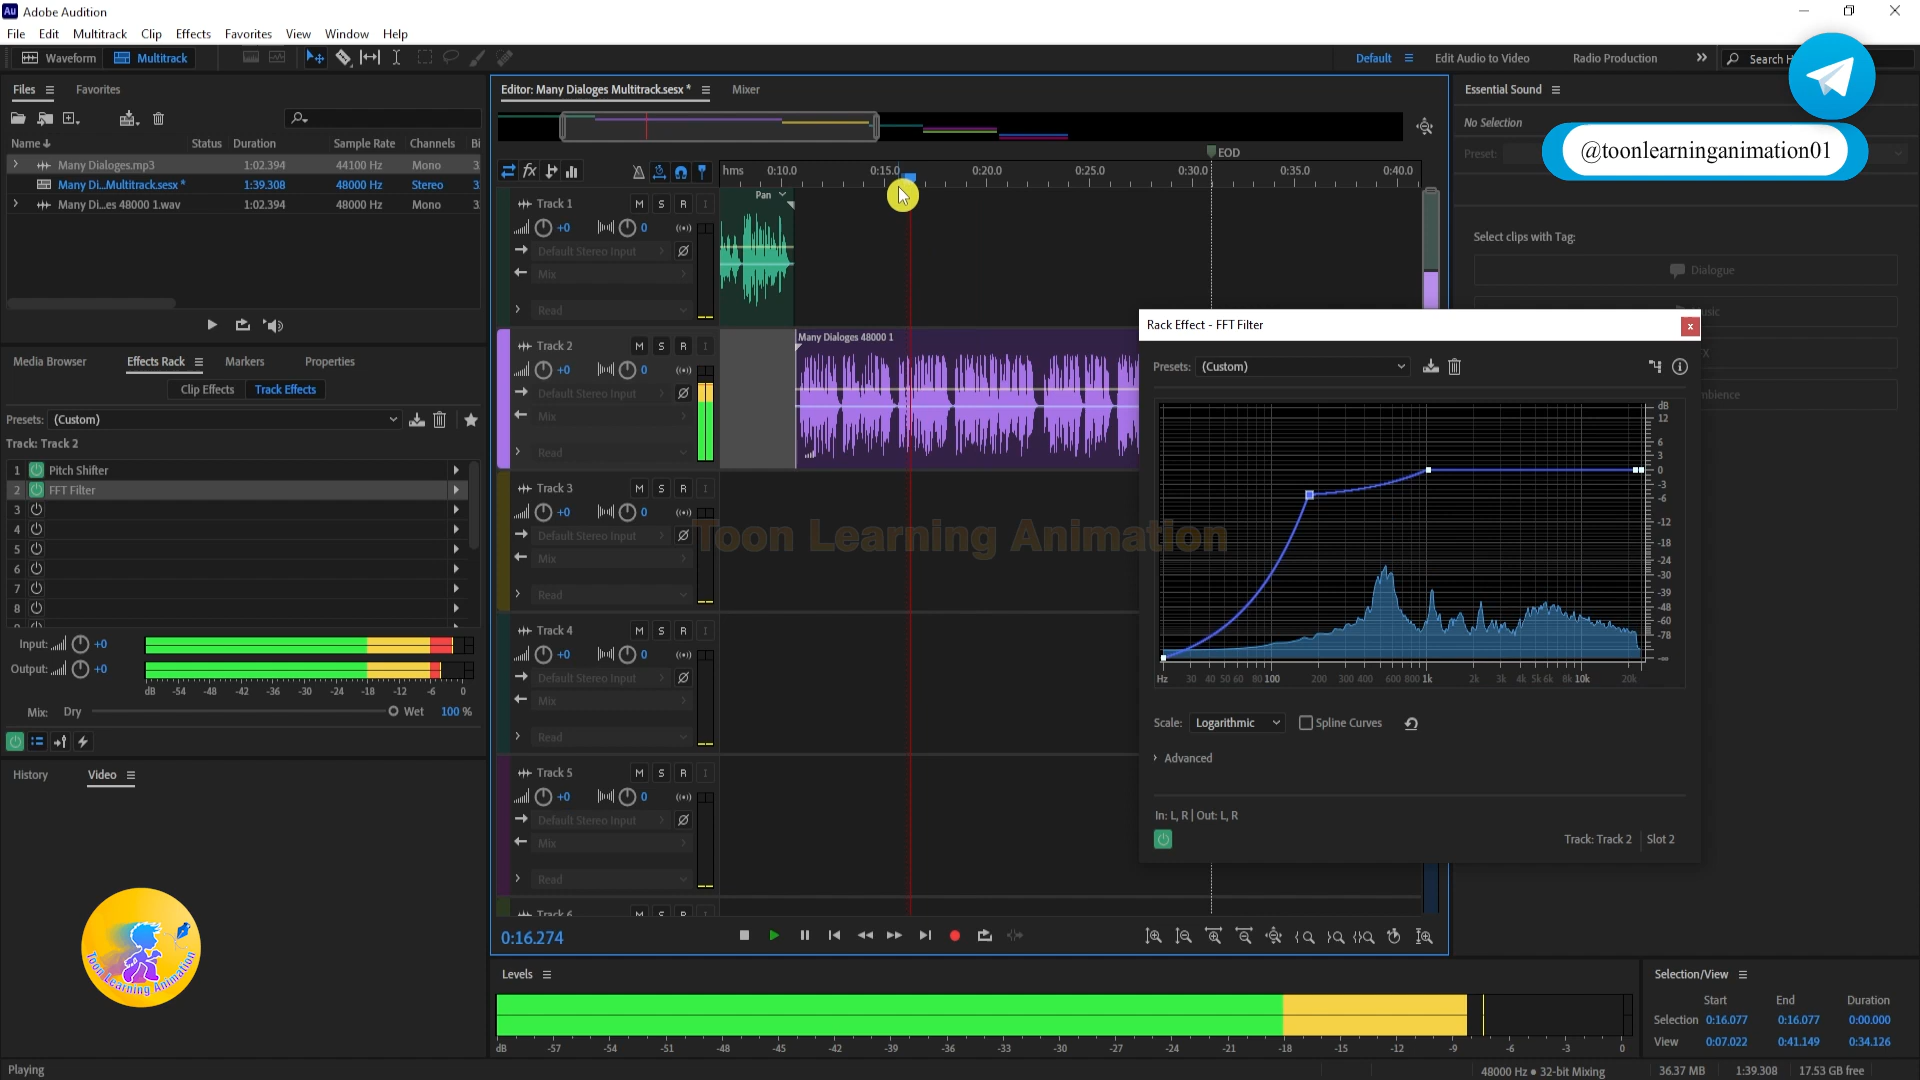 Au Adobe Audition
File Edit Multitrack Clip Effects Favorites View Window Help
Waveform Multitrack Default Edit Audio to Video Radio Production Search
@toonlearninganimation01
Files Favorites
Name Status Duration Sample Rate Channels Bi
Many Dialoges.mp3 1:02.394 44100 Hz Mono 3
Many Di...Multitrack.sesx * 1:39.308 48000 Hz Stereo 3
Many Di...es 48000 1.wav 1:02.394 48000 Hz Mono 3
Media Browser Effects Rack Markers Properties
Clip Effects Track Effects
Presets: (Custom)
Track: Track 2
1 Pitch Shifter
2 FFT Filter
3
4
5
6
7
8
Input: +0
Output: +0
dB -54 -48 -42 -36 -30 -24 -18 -12 -6 0
Mix: Dry Wet 100 %
History Video
Toon Learning Animation
Editor: Many Dialoges Multitrack.sesx * Mixer
EOD
fx hms 0:10.0 0:15.0 0:20.0 0:25.0 0:30.0 0:35.0 0:40.0
Track 1 M S R I Pan
+0 0
Default Stereo Input
Mix
Read
Track 2 M S R I Many Dialoges 48000 1
+0 0
Default Stereo Input
Mix
Read
Track 3 M S R I
+0 0
Default Stereo Input
Mix
Read
Toon Learning Animation
Track 4 M S R I
+0 0
Default Stereo Input
Mix
Read
Track 5 M S R I
+0 0
Default Stereo Input
Mix
Read
Track 6 M S R I
0:16.274
Levels
dB -57 -54 -51 -48 -45 -42 -39 -36 -33 -30 -27 -24 -21 -18 -15 -12 -9 -6 -3 0
Essential Sound
No Selection
Preset:
Select clips with Tag:
Dialogue
Rack Effect - FFT Filter x
Presets: (Custom)
dB
12
6
3
0
-3
-6
-12
-18
-24
-30
-39
-48
-60
-78
-∞
Hz 30 40 50 60 80 100 200 300 400 600 800 1k 2k 3k 4k 5k 6k 8k 10k 20k
Scale: Logarithmic Spline Curves
Advanced
In: L, R | Out: L, R
Track: Track 2 Slot 2
Selection/View
Start End Duration
Selection 0:16.077 0:16.077 0:00.000
View 0:07.022 0:41.149 0:34.126
Playing 48000 Hz ● 32-bit Mixing 36.37 MB 1:39.308 17.53 GB free